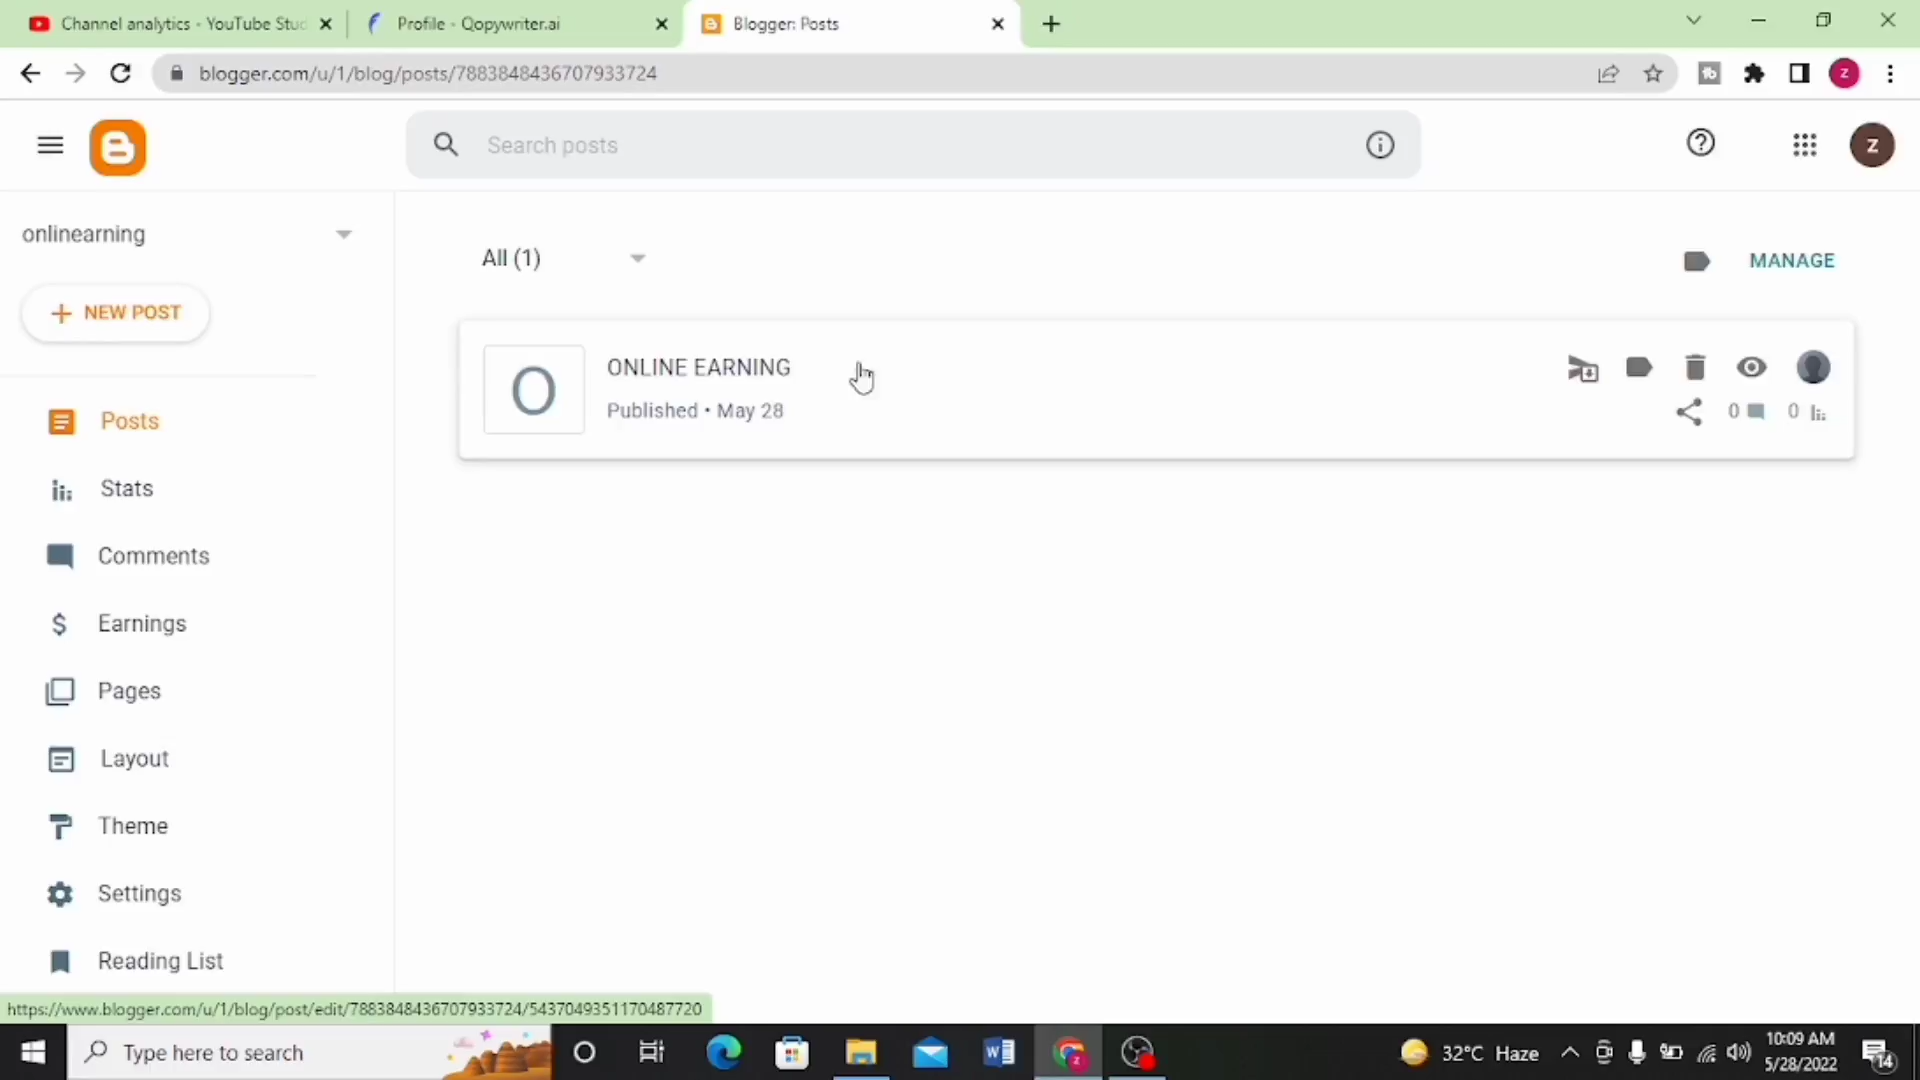 Channel analytics - YouTube Stud
Profile - Qopywriter.ai
Blogger: Posts
blogger.com/u/1/blog/posts/7883848436707933724
z
Search posts
z
onlinearning
NEW POST
All (1)
MANAGE
O
ONLINE EARNING
Published • May 28
0
0
Posts
Stats
Comments
Earnings
Pages
Layout
Theme
Settings
Reading List
https://www.blogger.com/u/1/blog/post/edit/7883848436707933724/5437049351170487720
Type here to search
32°C Haze
10:09 AM
5/28/2022
14